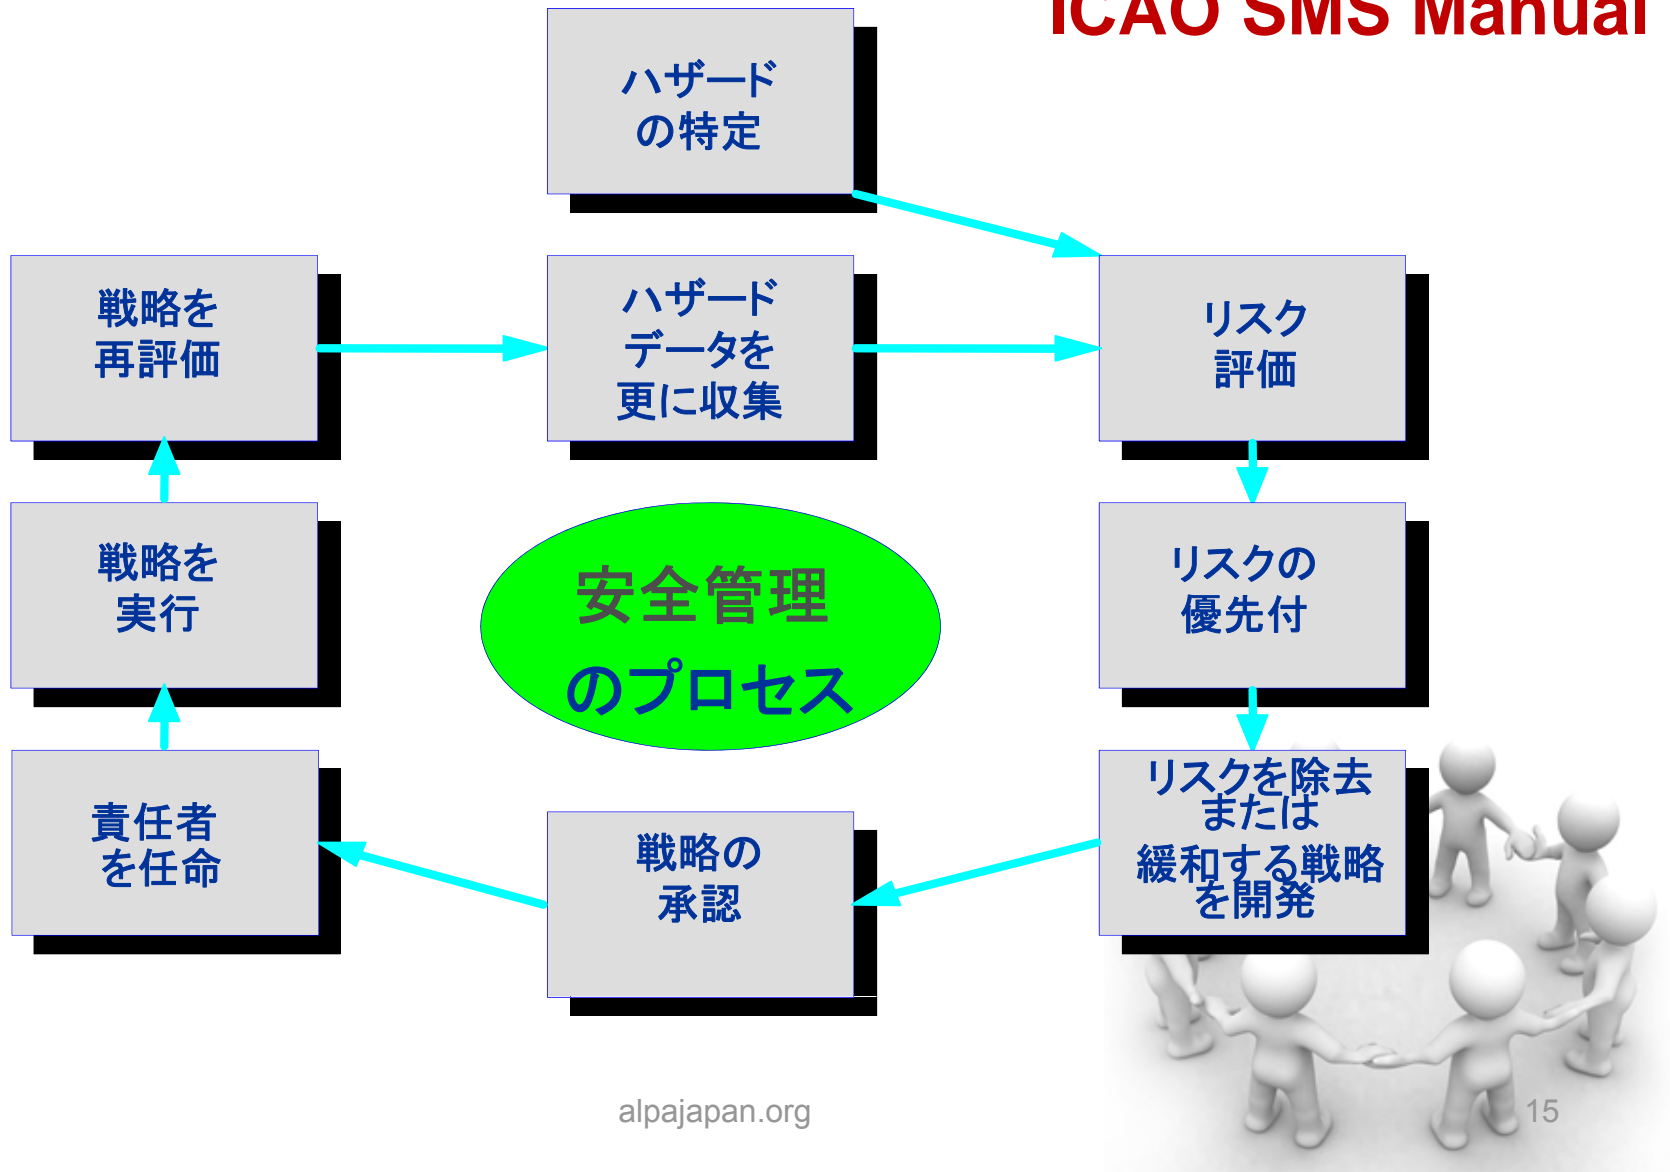 ICAO SMS Manual
ハザード
の特定
戦略を
再評価
ハザード
データを
更に収集
リスク
評価
戦略を
実行
安全管理
のプロセス
リスクの
優先付
責任者
を任命
戦略の
承認
リスクを除去
または
緩和する戦略
を開発
alpajapan.org
15